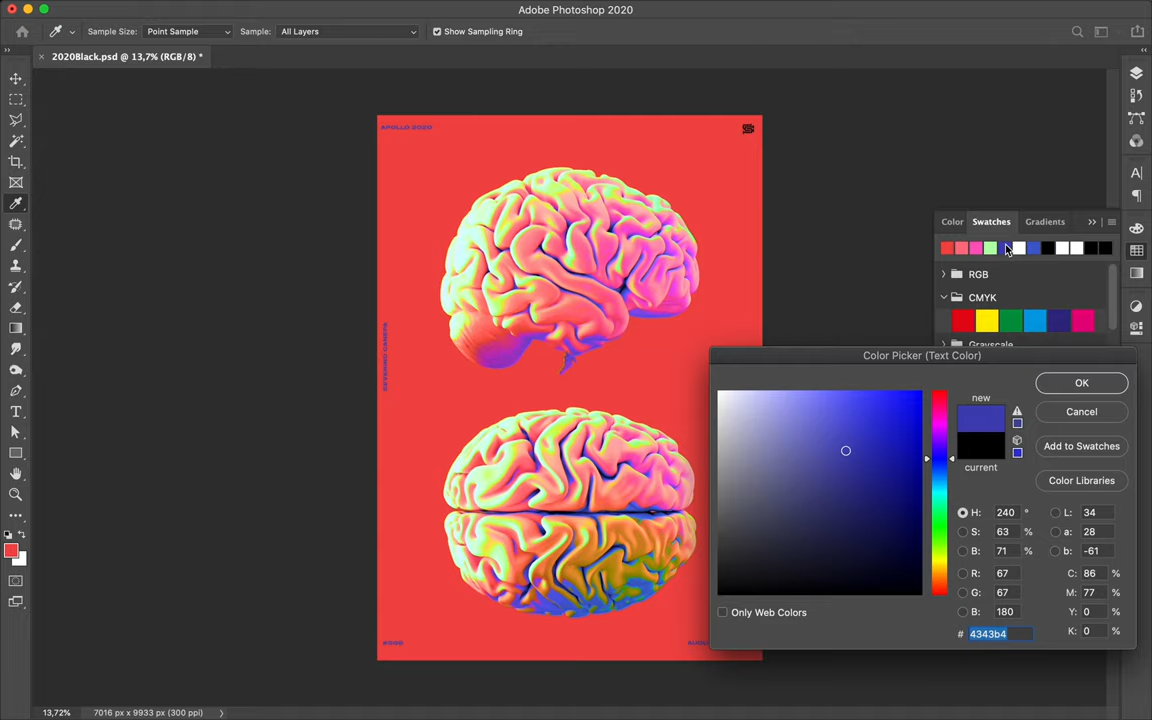 Adobe Photoshop 2020
Sample Size: Point Sample Sample: All Layers Show Sampling Ring
2020Black.psd @ 13,7% (RGB/8) *
APOLLO 2020
Color Swatches Gradients
RGB
CMYK
Grayscale
Color Picker (Text Color)
OK
new
Cancel
Add to Swatches
current
Color Libraries
H: 240 ° L: 34
S: 63 % a: 28
B: 71 % b: -61
R: 67 C: 86 %
G: 67 M: 77 %
B: 180 Y: 0 %
Only Web Colors
K: 0 %
# 4343b4
13,72% 7016 px x 9933 px (300 ppi)